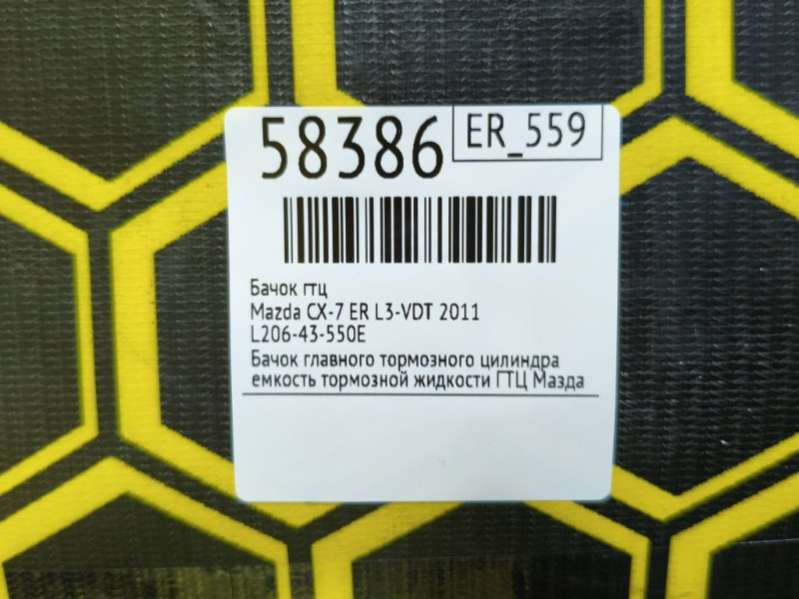 58386
ER_559
Бачок гтц
Mazda CX-7 ER L3-VDT 2011
L206-43-550E
Бачок главного тормозного цилиндра
емкость тормозной жидкости ГТЦ Мазда